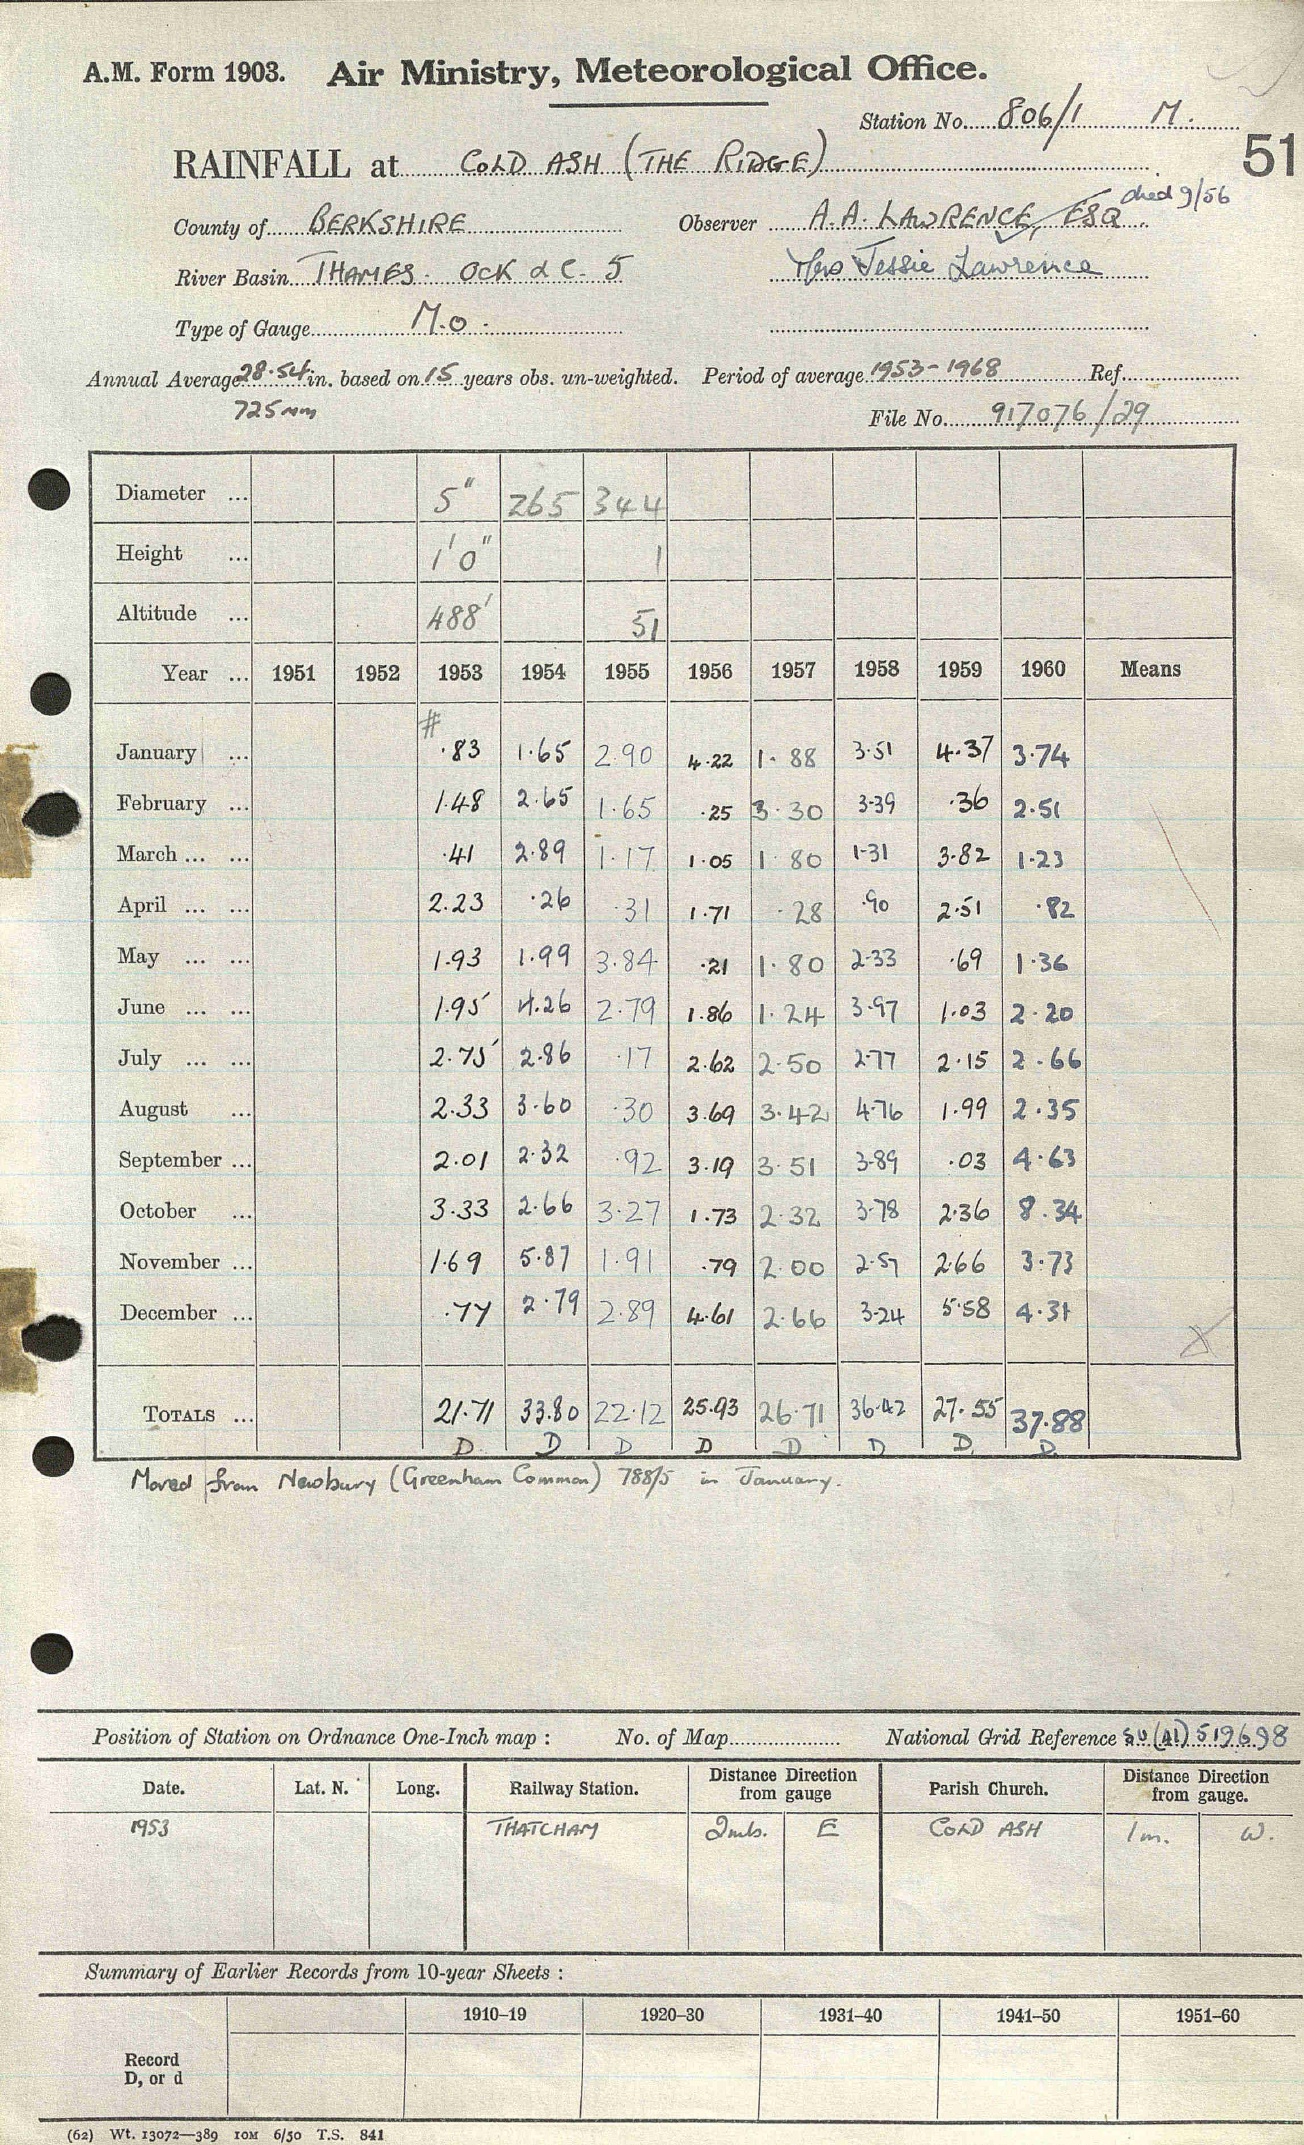 A.M. Form 1903. Air Ministry, Meteorological Office.
Station No. 806/1 M.
51
RAINFALL at COLD ASH (THE RIDGE)
died 9/56
County of BERKSHIRE Observer A.A. LAWRENCE, ESQ
River Basin THAMES. OCK &C. 5 Mrs Jessie Lawrence
Type of Gauge M.O.
Annual Average 28.54 in. based on 15 years obs. un-weighted. Period of average 1953-1968 Ref.
725mm
File No. 917076/29
Diameter ... 5" 265 344
Height ... 1'0" 1
Altitude ... 488' 51
Year ... 1951 1952 1953 1954 1955 1956 1957 1958 1959 1960 Means
#
January ... .83 1.65 2.90 4.22 1.88 3.51 4.37 3.74
February ... 1.48 2.65 1.65 .25 3.30 3.39 .36 2.51
March ... ... .41 2.89 1.17 1.05 1.80 1.31 3.82 1.23
April ... ... 2.23 .26 .31 1.71 .28 .90 2.51 .82
May ... ... 1.93 1.99 3.84 .21 1.80 2.33 .69 1.36
June ... ... 1.95 4.26 2.79 1.86 1.24 3.97 1.03 2.20
July ... ... 2.75 2.86 .17 2.62 2.50 2.77 2.15 2.66
August ... 2.33 3.60 .30 3.69 3.42 4.76 1.99 2.35
September ... 2.01 2.32 .92 3.19 3.51 3.89 .03 4.63
October ... 3.33 2.66 3.27 1.73 2.32 3.78 2.36 8.34
November ... 1.69 5.87 1.91 .79 2.00 2.57 2.66 3.73
December ... .77 2.79 2.89 4.61 2.66 3.24 5.58 4.31
TOTALS ... 21.71 33.80 22.12 25.93 26.71 36.42 27.55 37.88
D D D D D D D. D.
Moved from Newbury (Greenham Common) 788/5 in January.
Position of Station on Ordnance One-Inch map : No. of Map National Grid Reference SU(41) 519698
Date. Lat. N. Long. Railway Station. Distance from gauge Direction Parish Church. Distance from gauge. Direction
1953 THATCHAM 2mls. E COLD ASH 1m. W.
Summary of Earlier Records from 10-year Sheets :
1910–19 1920–30 1931–40 1941–50 1951–60
Record
D, or d
(62) Wt. 13072—389 10M 6/50 T.S. 841